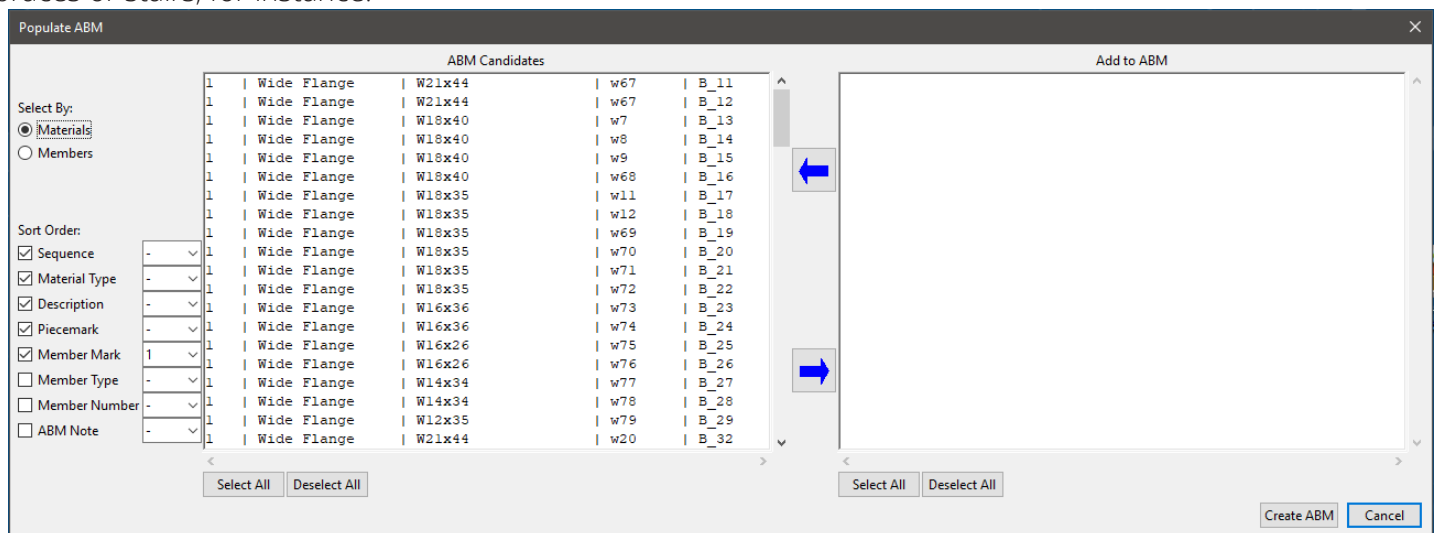 Populate ABM
ABM Candidates
Add to ABM
Select By:
Materials
Members
Sort Order:
Sequence -
Material Type -
Description -
Piecemark -
Member Mark 1
Member Type -
Member Number -
ABM Note -
1 | Wide Flange | W21x44 | w67 | B_11
1 | Wide Flange | W21x44 | w67 | B_12
1 | Wide Flange | W18x40 | w7 | B_13
1 | Wide Flange | W18x40 | w8 | B_14
1 | Wide Flange | W18x40 | w9 | B_15
1 | Wide Flange | W18x40 | w68 | B_16
1 | Wide Flange | W18x35 | w11 | B_17
1 | Wide Flange | W18x35 | w12 | B_18
1 | Wide Flange | W18x35 | w69 | B_19
1 | Wide Flange | W18x35 | w70 | B_20
1 | Wide Flange | W18x35 | w71 | B_21
1 | Wide Flange | W18x35 | w72 | B_22
1 | Wide Flange | W16x36 | w73 | B_23
1 | Wide Flange | W16x36 | w74 | B_24
1 | Wide Flange | W16x26 | w75 | B_25
1 | Wide Flange | W16x26 | w76 | B_26
1 | Wide Flange | W14x34 | w77 | B_27
1 | Wide Flange | W14x34 | w78 | B_28
1 | Wide Flange | W12x35 | w79 | B_29
1 | Wide Flange | W21x44 | w20 | B_32
Select All Deselect All
Select All Deselect All
Create ABM Cancel